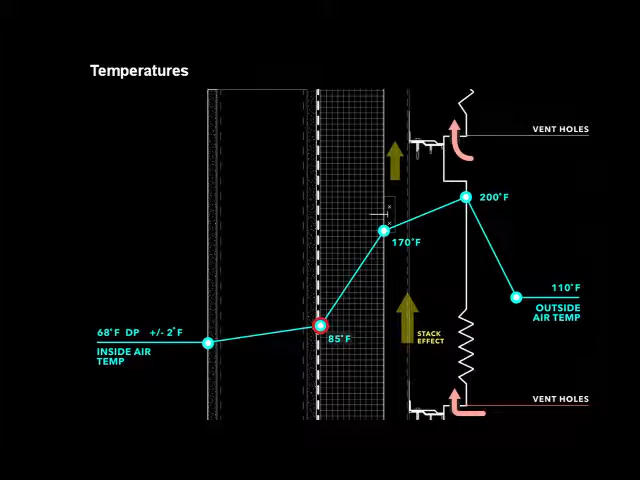 Temperatures
VENT HOLES
200°F
170°F
110°F
OUTSIDE
AIR TEMP
68°F DP +/- 2°F
INSIDE AIR
TEMP
85°F
STACK
EFFECT
VENT HOLES